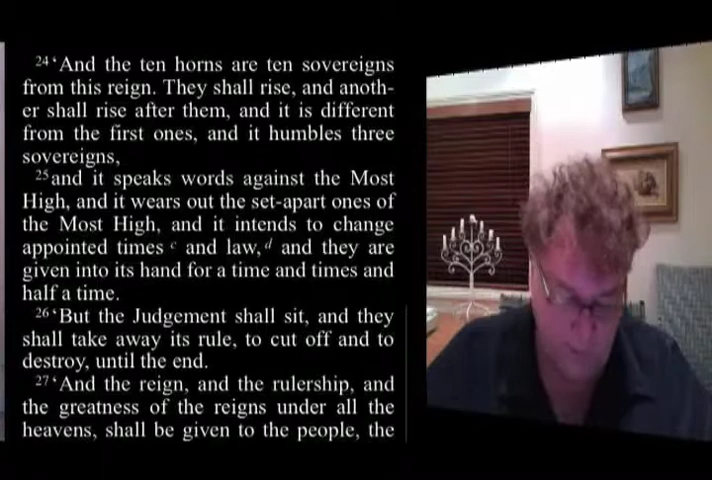 24 ‘And the ten horns are ten sovereigns
from this reign. They shall rise, and anoth-
er shall rise after them, and it is different
from the first ones, and it humbles three
sovereigns,
25 and it speaks words against the Most
High, and it wears out the set-apart ones of
the Most High, and it intends to change
appointed times c and law, d and they are
given into its hand for a time and times and
half a time.
26 ‘But the Judgement shall sit, and they
shall take away its rule, to cut off and to
destroy, until the end.
27 ‘And the reign, and the rulership, and
the greatness of the reigns under all the
heavens, shall be given to the people, the